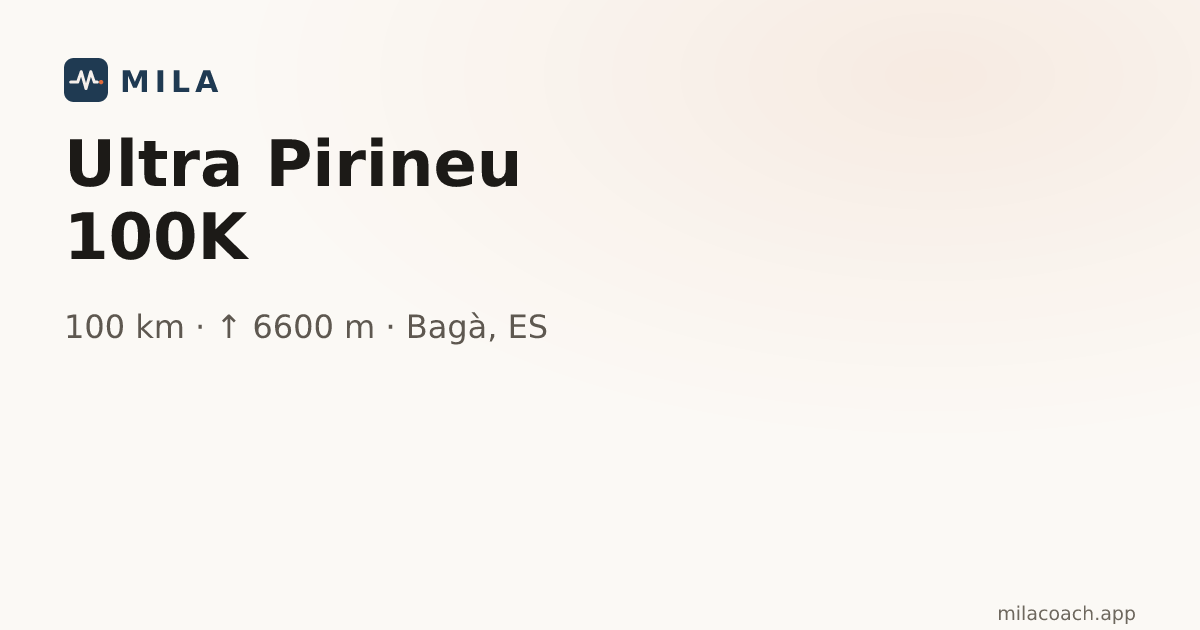 MILA
Ultra Pirineu
100K
100 km · ↑ 6600 m · Bagà, ES
milacoach.app